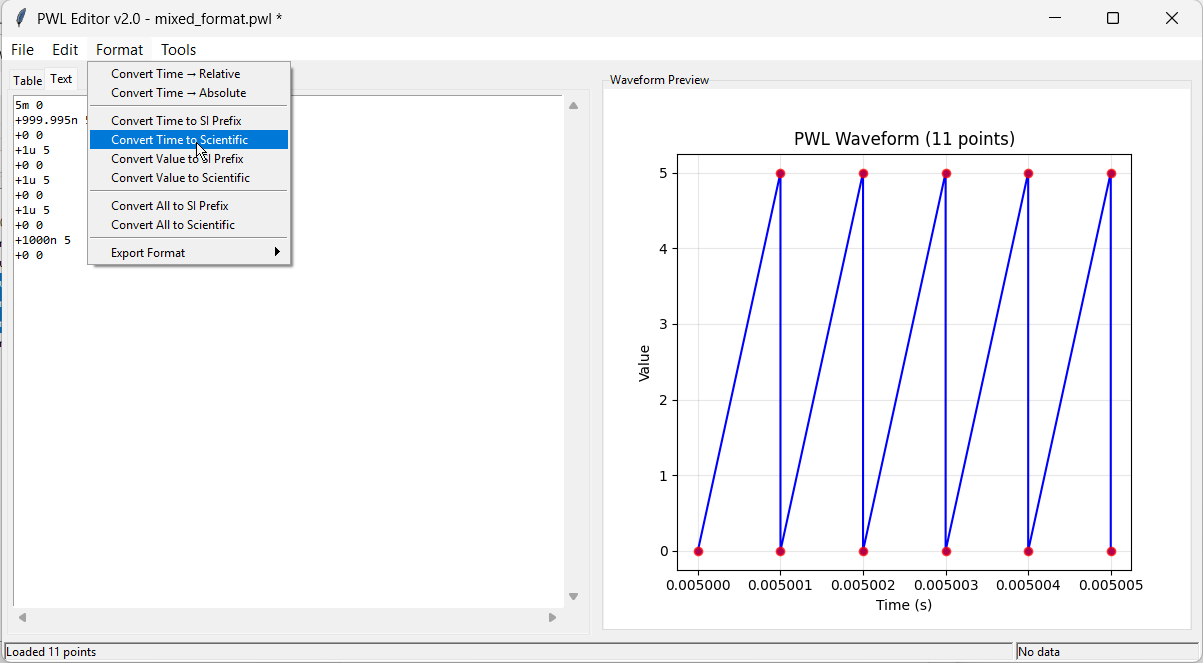 PWL Editor v2.0 - mixed_format.pwl *
File Edit Format Tools
Table Text
Convert Time → Relative
Convert Time → Absolute
Convert Time to SI Prefix
Convert Time to Scientific
Convert Value to SI Prefix
Convert Value to Scientific
Convert All to SI Prefix
Convert All to Scientific
Export Format
5m 0
+999.995n
+0 0
+1u 5
+0 0
+1u 5
+0 0
+1u 5
+0 0
+1000n 5
+0 0
Waveform Preview
PWL Waveform (11 points)
Value
5
4
3
2
1
0
0.005000 0.005001 0.005002 0.005003 0.005004 0.005005
Time (s)
Loaded 11 points
No data